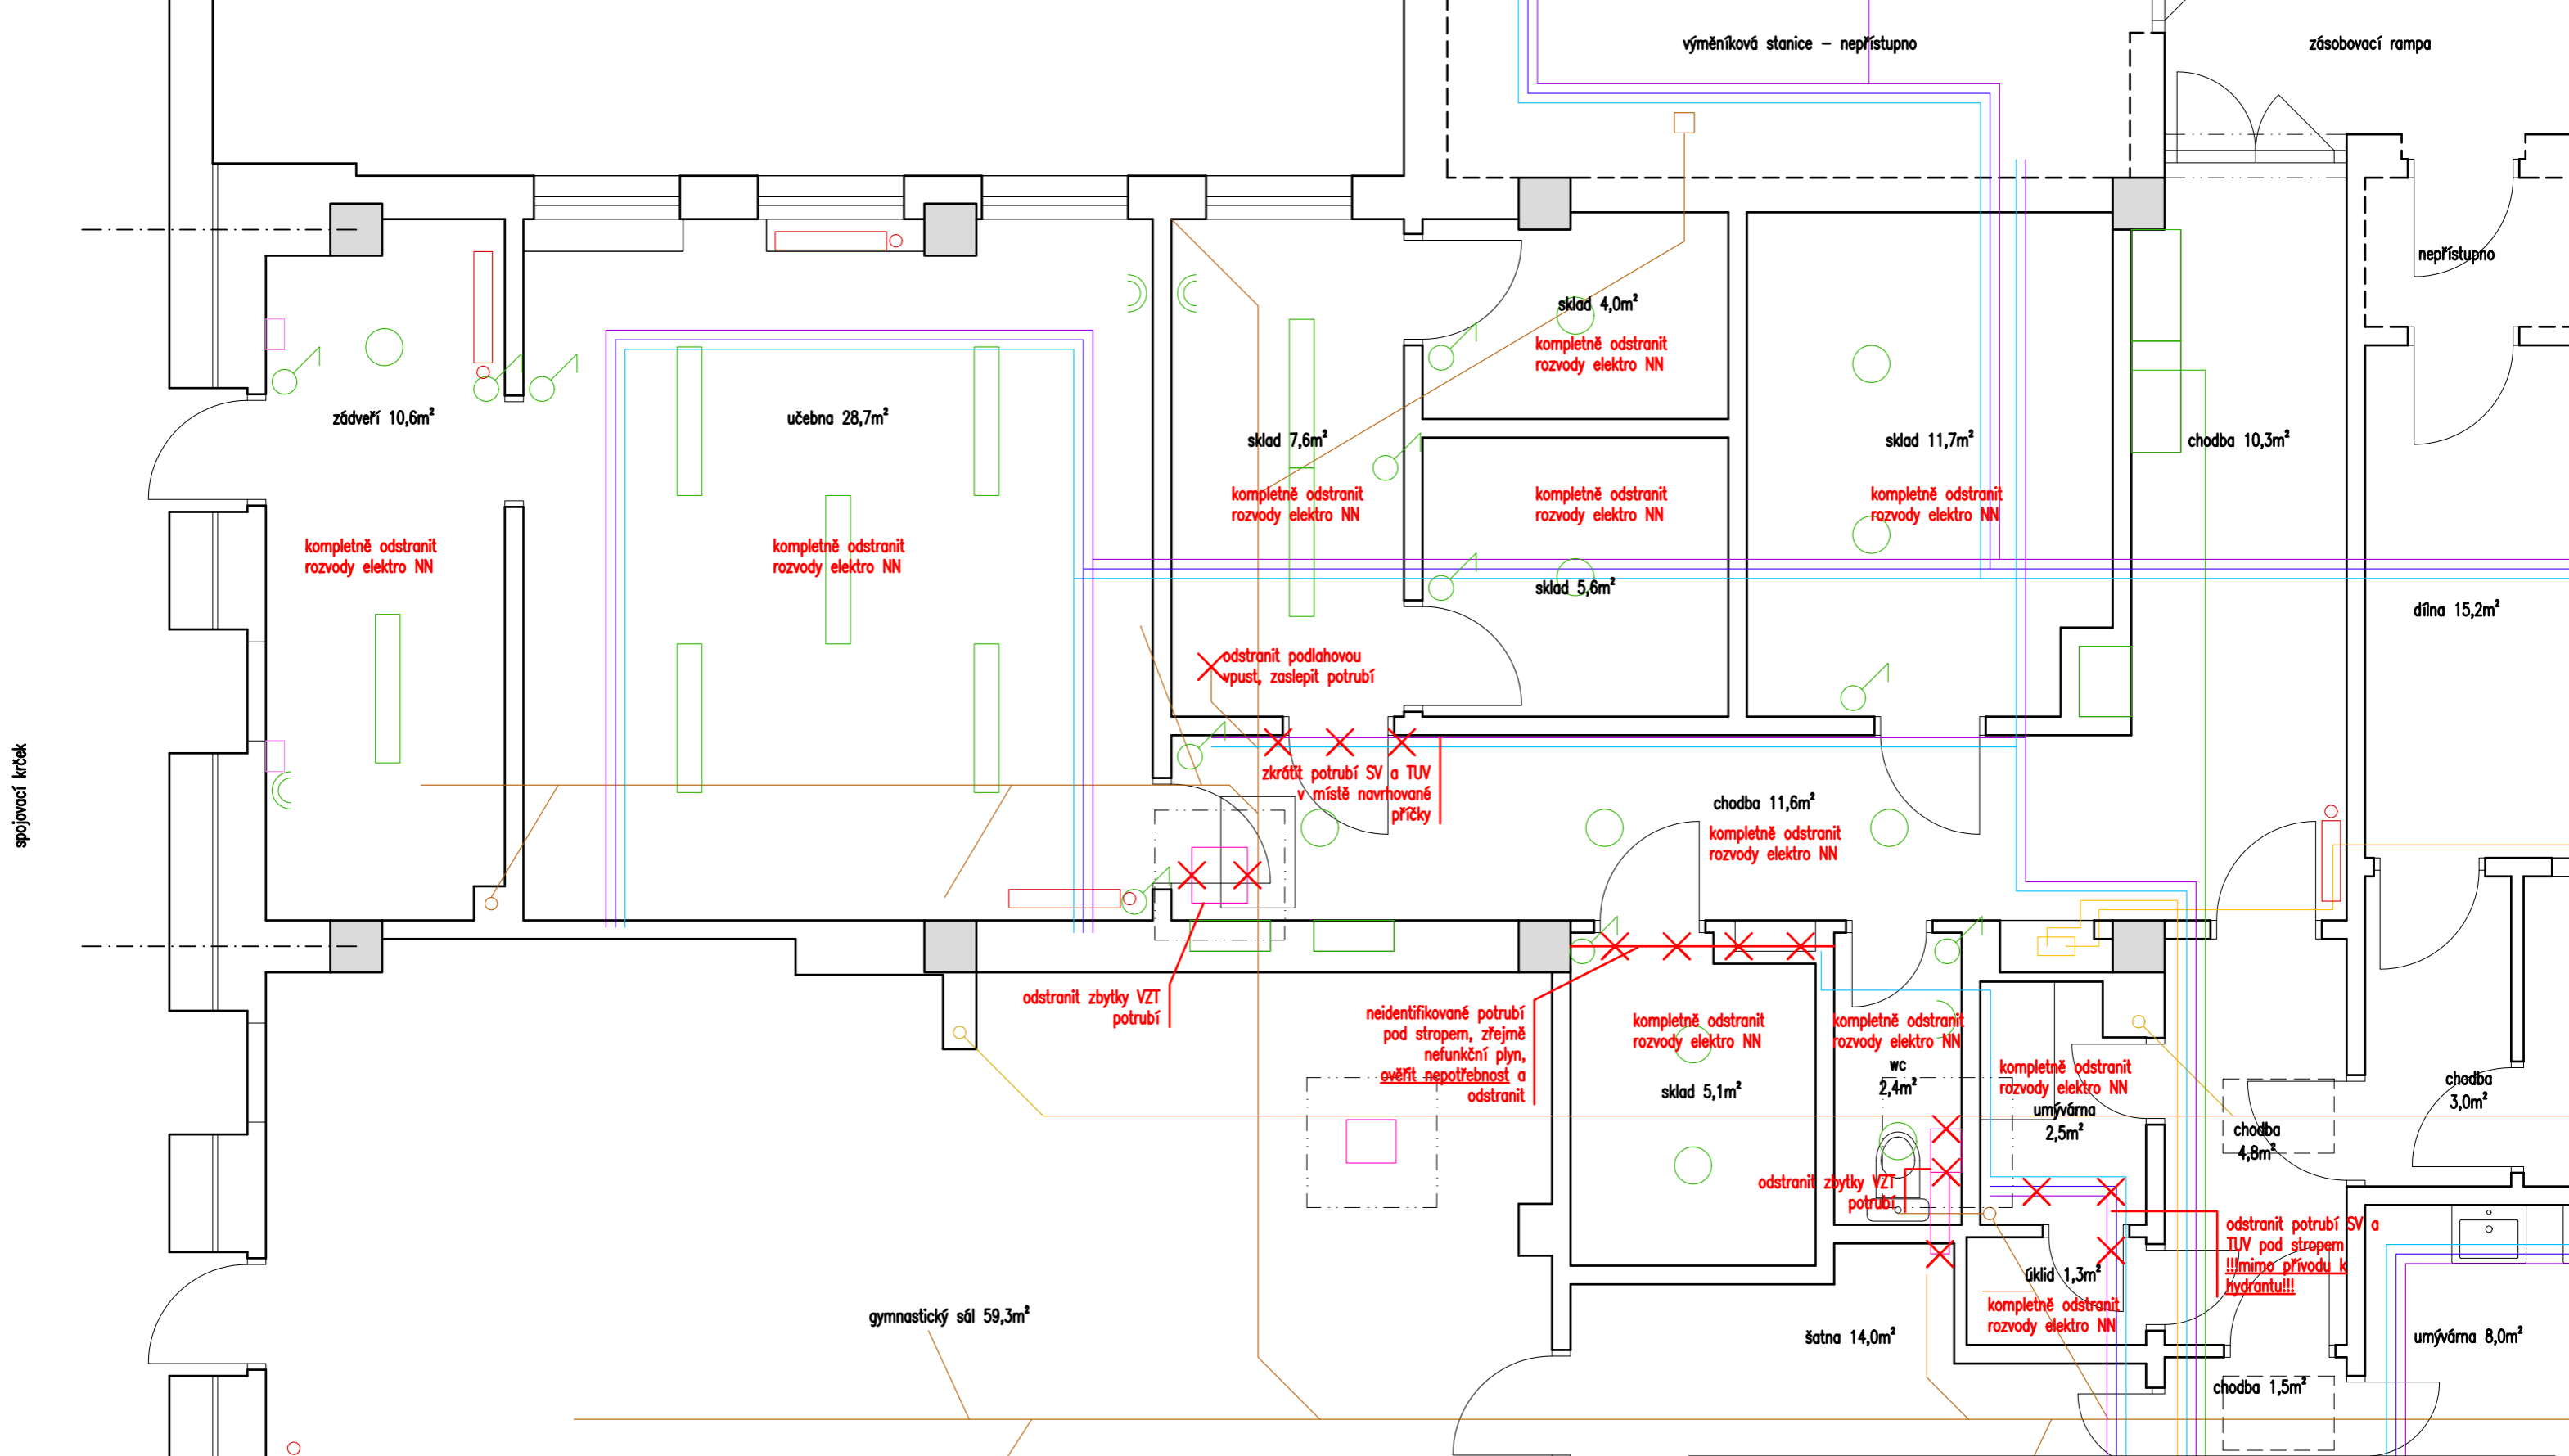 výměníková stanice – nepřístupno
zásobovací rampa
nepřístupno
sklad 4,0m²
kompletně odstranit
rozvody elektro NN
zádveří 10,6m²
učebna 28,7m²
sklad 7,6m²
sklad 11,7m²
chodba 10,3m²
kompletně odstranit
rozvody elektro NN
kompletně odstranit
rozvody elektro NN
kompletně odstranit
rozvody elektro NN
kompletně odstranit
rozvody elektro NN
kompletně odstranit
rozvody elektro NN
sklad 5,6m²
dílna 15,2m²
odstranit podlahovou
vpust, zaslepit potrubí
spojovací krček
zkrátit potrubí SV a TUV
v místě navrhované
příčky
chodba 11,6m²
kompletně odstranit
rozvody elektro NN
odstranit zbytky VZT
potrubí
neidentifikované potrubí
pod stropem, zřejmě
nefunkční plyn,
ověřit nepotřebnost a
odstranit
kompletně odstranit
rozvody elektro NN
sklad 5,1m²
kompletně odstranit
rozvody elektro NN
wc
2,4m²
kompletně odstranit
rozvody elektro NN
umývárna
2,5m²
chodba
3,0m²
chodba
4,8m²
odstranit zbytky VZT
potrubí
odstranit potrubí SV a
TUV pod stropem
!!!mimo přívodu k
hydrantu!!!
úklid 1,3m²
kompletně odstranit
rozvody elektro NN
gymnastický sál 59,3m²
šatna 14,0m²
umývárna 8,0m²
chodba 1,5m²